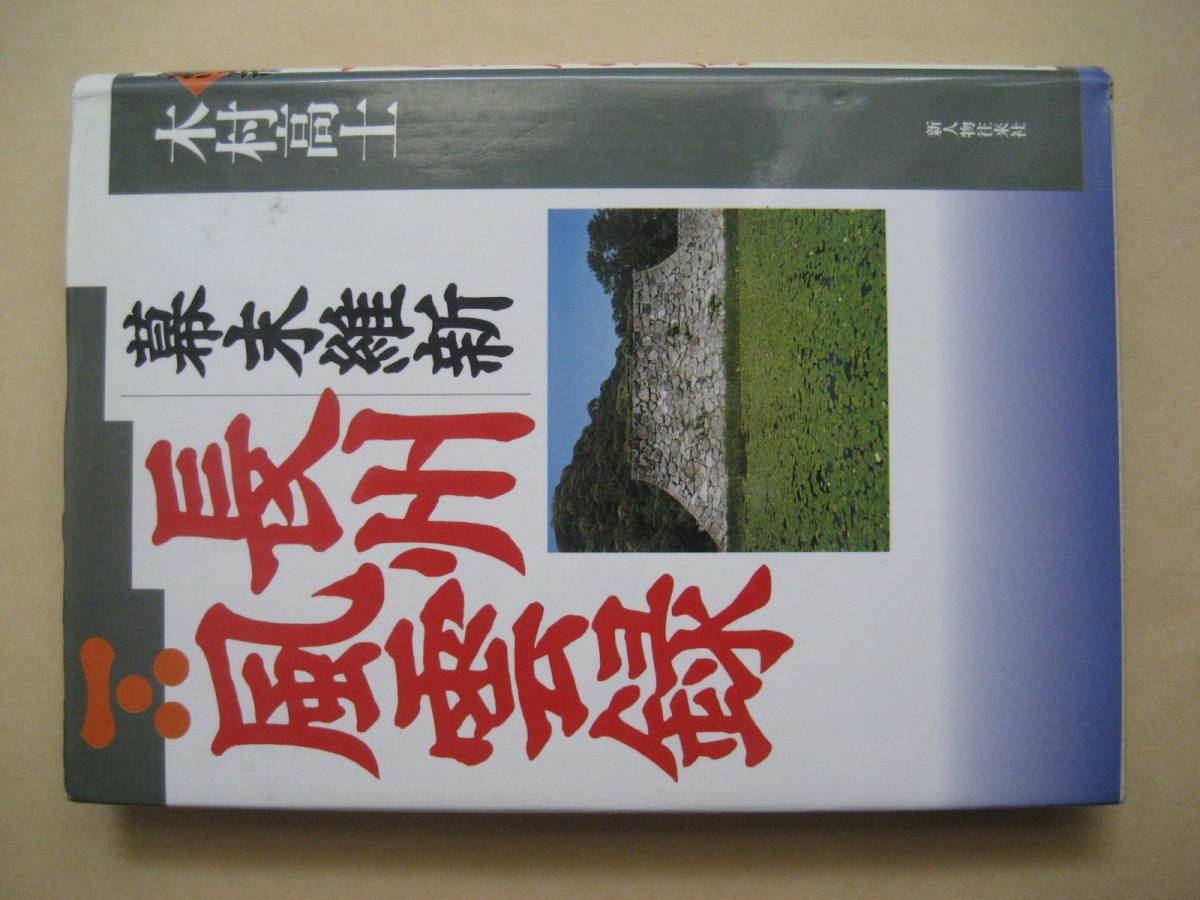 幕末維新
長州
風雲録
木村高士
新人物往来社